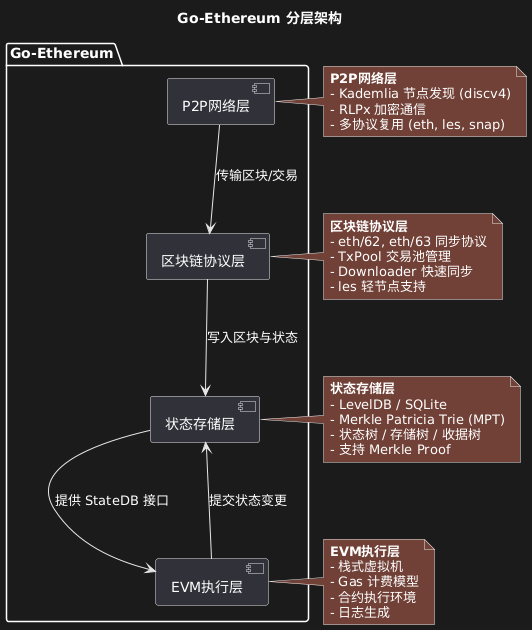 Go-Ethereum 分层架构
Go-Ethereum
P2P网络层
P2P网络层
- Kademlia 节点发现 (discv4)
- RLPx 加密通信
- 多协议复用 (eth, les, snap)
传输区块/交易
区块链协议层
区块链协议层
- eth/62, eth/63 同步协议
- TxPool 交易池管理
- Downloader 快速同步
- les 轻节点支持
写入区块与状态
状态存储层
状态存储层
- LevelDB / SQLite
- Merkle Patricia Trie (MPT)
- 状态树 / 存储树 / 收据树
- 支持 Merkle Proof
提供 StateDB 接口
提交状态变更
EVM执行层
EVM执行层
- 栈式虚拟机
- Gas 计费模型
- 合约执行环境
- 日志生成